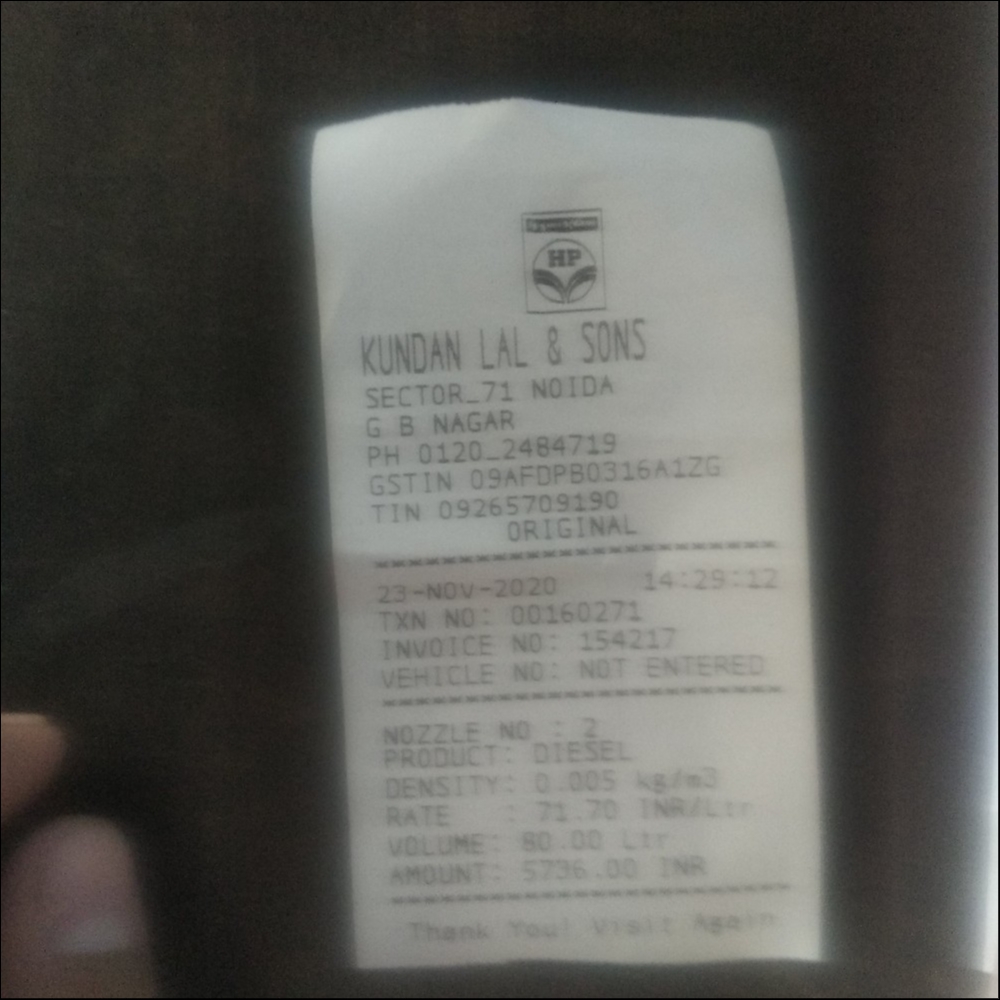 HP
KUNDAN LAL & SONS
SECTOR_71 NOIDA
G B NAGAR
PH 0120_2484719
GSTIN 09AFDPB0316A1ZG
TIN 09265709190
ORIGINAL
23-NOV-2020 14:29:12
TXN NO: 00160271
INVOICE NO: 154217
VEHICLE NO: NOT ENTERED
NOZZLE NO : 2
PRODUCT: DIESEL
DENSITY: 0.005 kg/m3
RATE : 71.70 INR/Ltr
VOLUME: 80.00 Ltr
AMOUNT: 5736.00 INR
Thank You! Visit Again